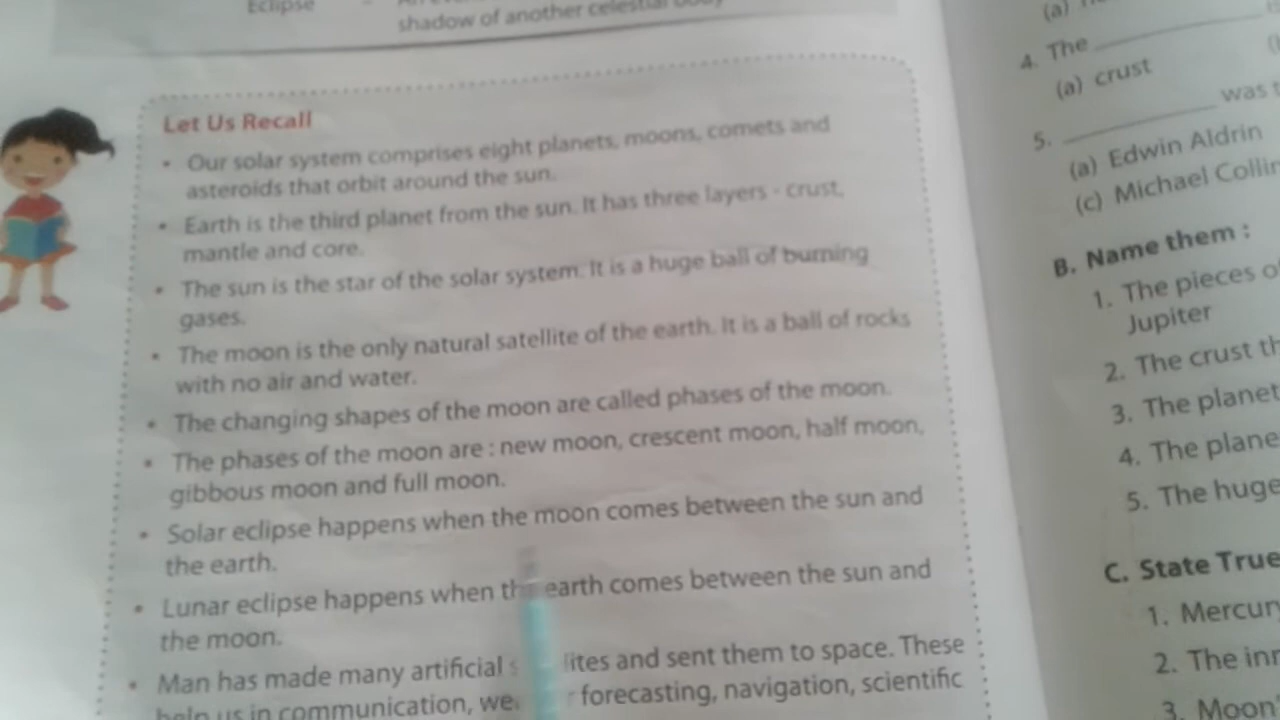 Eclipse
shadow of another celestial body
Let Us Recall
• Our solar system comprises eight planets, moons, comets and
asteroids that orbit around the sun.
• Earth is the third planet from the sun. It has three layers - crust,
mantle and core.
• The sun is the star of the solar system. It is a huge ball of burning
gases.
• The moon is the only natural satellite of the earth. It is a ball of rocks
with no air and water.
• The changing shapes of the moon are called phases of the moon.
• The phases of the moon are : new moon, crescent moon, half moon,
gibbous moon and full moon.
• Solar eclipse happens when the moon comes between the sun and
the earth.
• Lunar eclipse happens when the earth comes between the sun and
the moon.
• Man has made many artificial and sent them to space. These
help us in communication, forecasting, navigation, scientific
(a)
4. The
(a) crust
5. was
(a) Edwin Aldrin
(c) Michael
B. Name them :
1. The pieces
Jupiter
2. The crust
3. The planet
4. The
5. The huge
C. State True
1.
2. The
3. Moon